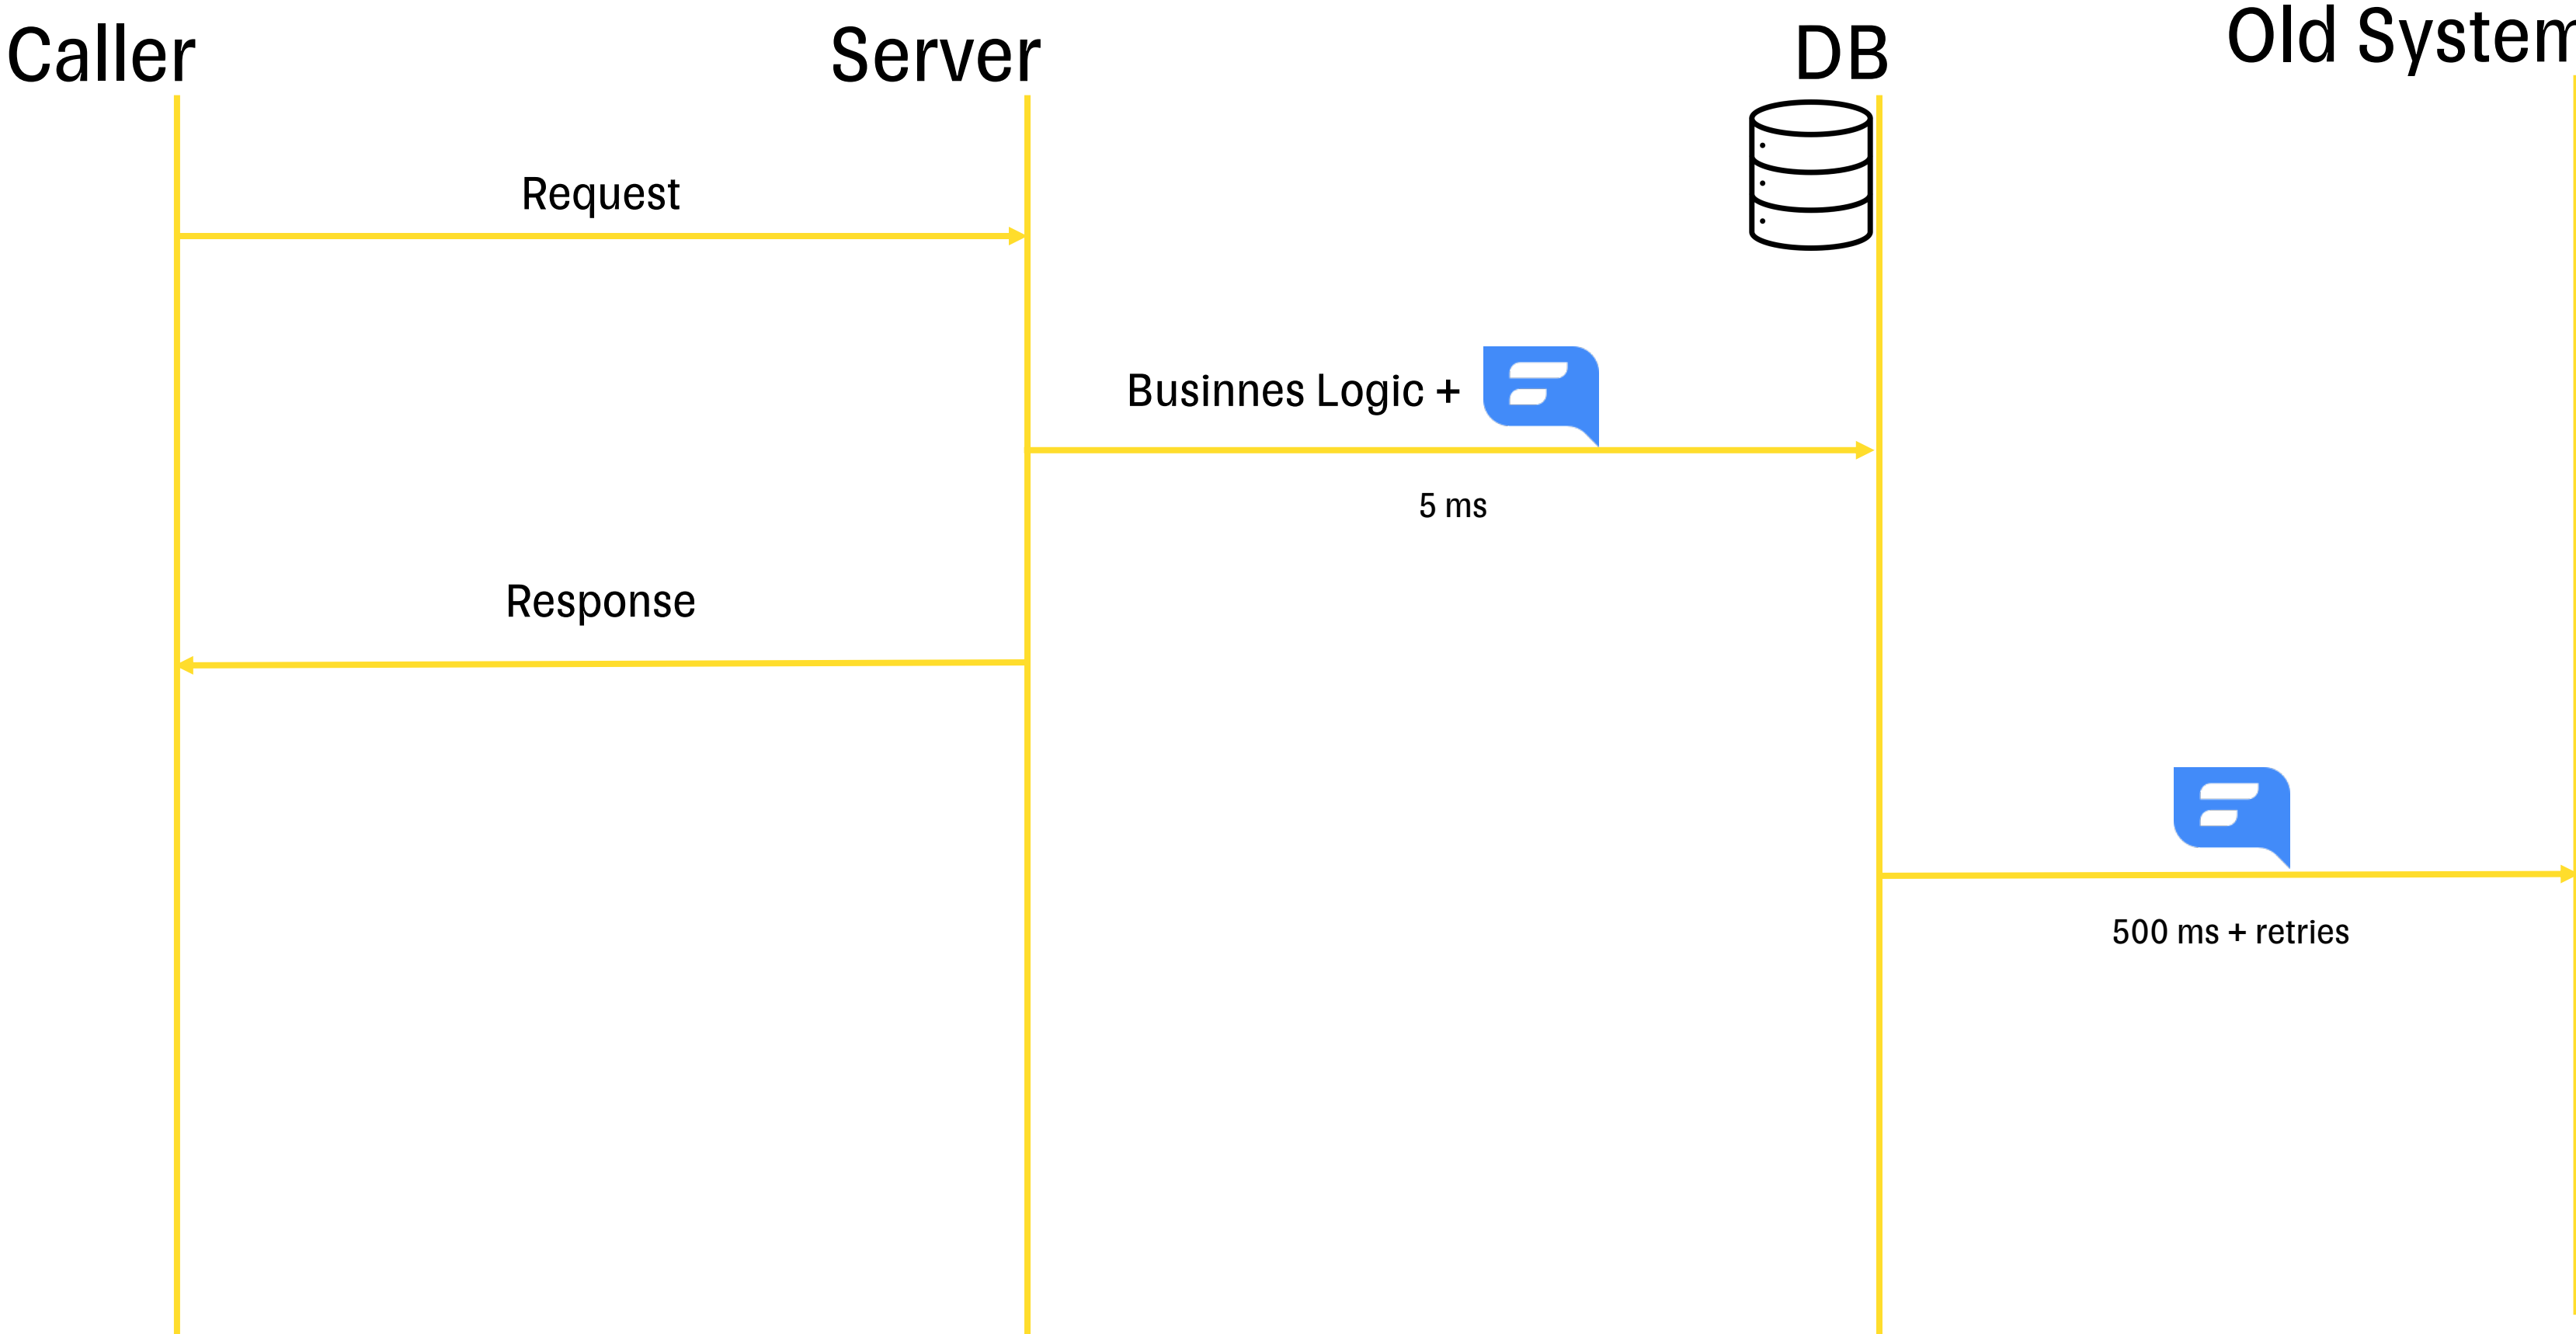 Caller
Server
DB
Old System
Request
Businnes Logic +
5 ms
Response
500 ms + retries